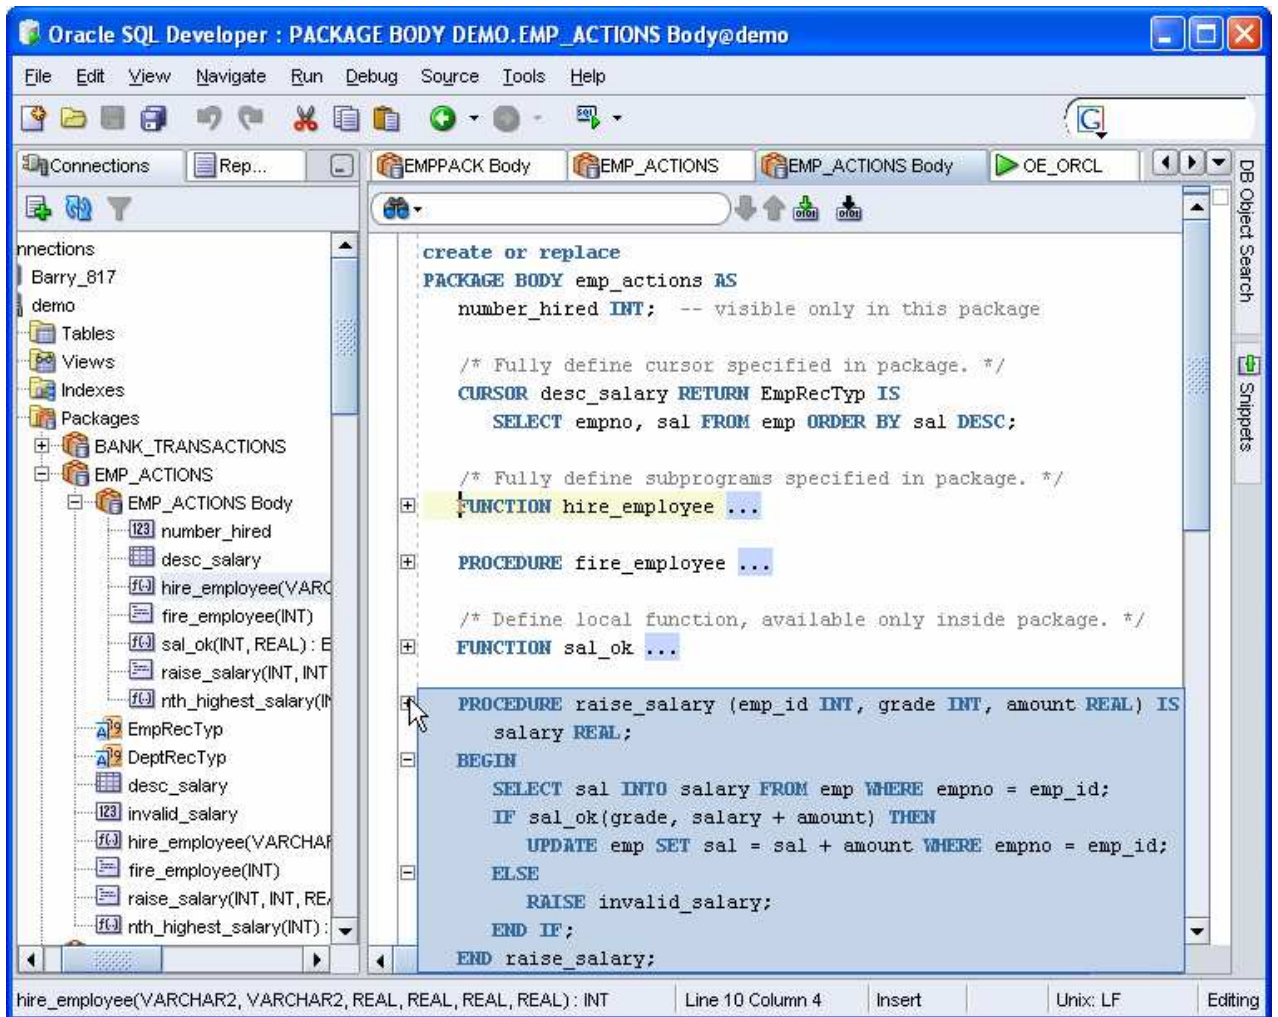 Oracle SQL Developer : PACKAGE BODY DEMO.EMP_ACTIONS Body@demo
File Edit View Navigate Run Debug Source Tools Help
Connections Rep...
nnections
Barry_817
demo
Tables
Views
Indexes
Packages
BANK_TRANSACTIONS
EMP_ACTIONS
EMP_ACTIONS Body
number_hired
desc_salary
hire_employee(VARC
fire_employee(INT)
sal_ok(INT, REAL) : E
raise_salary(INT, INT
nth_highest_salary(IN
EmpRecTyp
DeptRecTyp
desc_salary
invalid_salary
hire_employee(VARCHAR
fire_employee(INT)
raise_salary(INT, INT, REA
nth_highest_salary(INT) :
EMPPACK Body EMP_ACTIONS EMP_ACTIONS Body OE_ORCL
create or replace
PACKAGE BODY emp_actions AS
number_hired INT; -- visible only in this package
/* Fully define cursor specified in package. */
CURSOR desc_salary RETURN EmpRecTyp IS
SELECT empno, sal FROM emp ORDER BY sal DESC;
/* Fully define subprograms specified in package. */
FUNCTION hire_employee ...
PROCEDURE fire_employee ...
/* Define local function, available only inside package. */
FUNCTION sal_ok ...
PROCEDURE raise_salary (emp_id INT, grade INT, amount REAL) IS
salary REAL;
BEGIN
SELECT sal INTO salary FROM emp WHERE empno = emp_id;
IF sal_ok(grade, salary + amount) THEN
UPDATE emp SET sal = sal + amount WHERE empno = emp_id;
ELSE
RAISE invalid_salary;
END IF;
END raise_salary;
DB Object Search
Snippets
hire_employee(VARCHAR2, VARCHAR2, REAL, REAL, REAL, REAL) : INT Line 10 Column 4 Insert Unix: LF Editing